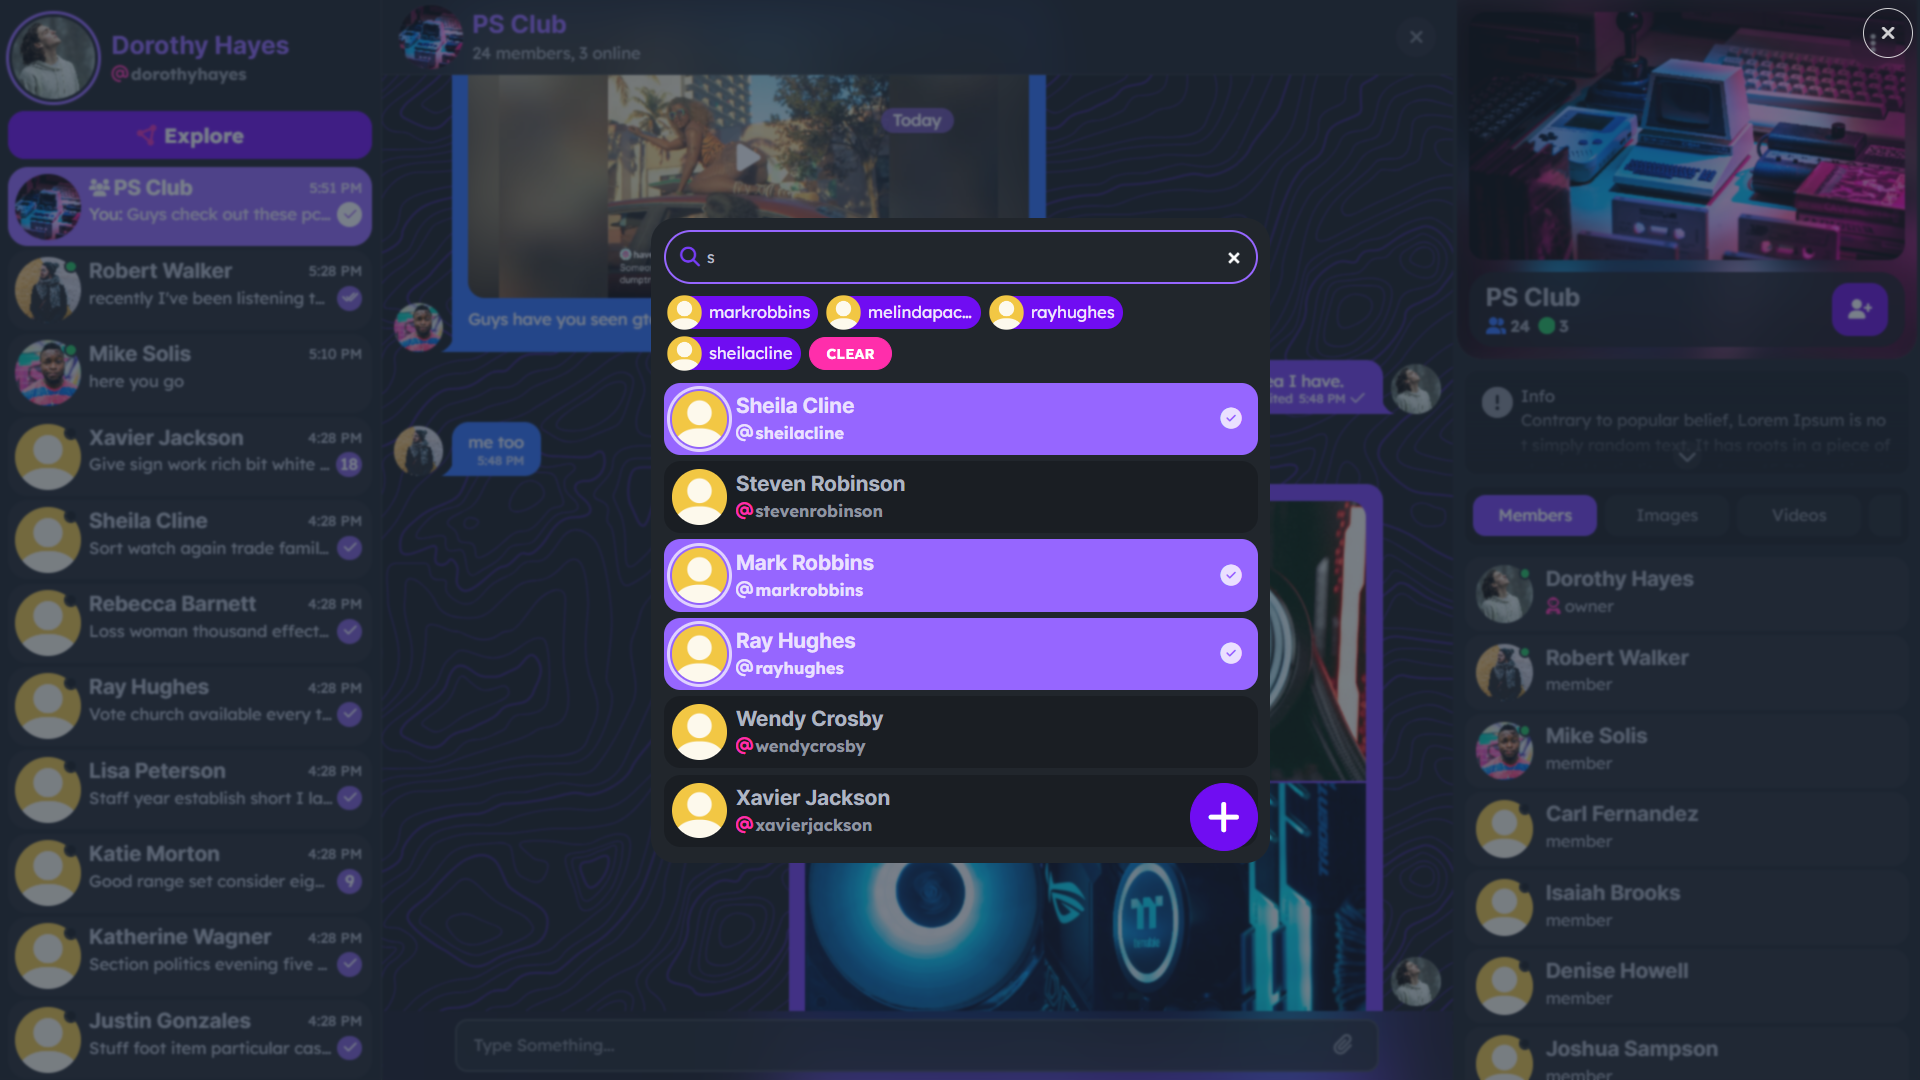 Dorothy Hayes
@dorothyhayes
Explore
PS Club 5:51 PM
You: Guys check out these pc...
Robert Walker 5:28 PM
recently I've been listening t...
Mike Solis 5:10 PM
here you go
Xavier Jackson 4:28 PM
Give sign work rich bit white ... 18
Sheila Cline 4:28 PM
Sort watch again trade famil...
Rebecca Barnett 4:28 PM
Loss woman thousand effect...
Ray Hughes 4:28 PM
Vote church available every t...
Lisa Peterson 4:28 PM
Staff year establish short I la...
Katie Morton 4:28 PM
Good range set consider eig... 9
Katherine Wagner 4:28 PM
Section politics evening five ...
Justin Gonzales 4:28 PM
Stuff foot item particular cas...
PS Club
24 members, 3 online
Today
Guys have you seen
me too
5:48 PM
I have.
5:48 PM
Type Something...
s
markrobbins
melindapac...
rayhughes
sheilacline
CLEAR
Sheila Cline
@sheilacline
Steven Robinson
@stevenrobinson
Mark Robbins
@markrobbins
Ray Hughes
@rayhughes
Wendy Crosby
@wendycrosby
Xavier Jackson
@xavierjackson
PS Club
24 3
Info
Contrary to popular belief, Lorem Ipsum is no
t simply random text. It has roots in a piece of
Members Images Videos
Dorothy Hayes
owner
Robert Walker
member
Mike Solis
member
Carl Fernandez
member
Isaiah Brooks
member
Denise Howell
member
Joshua Sampson
member